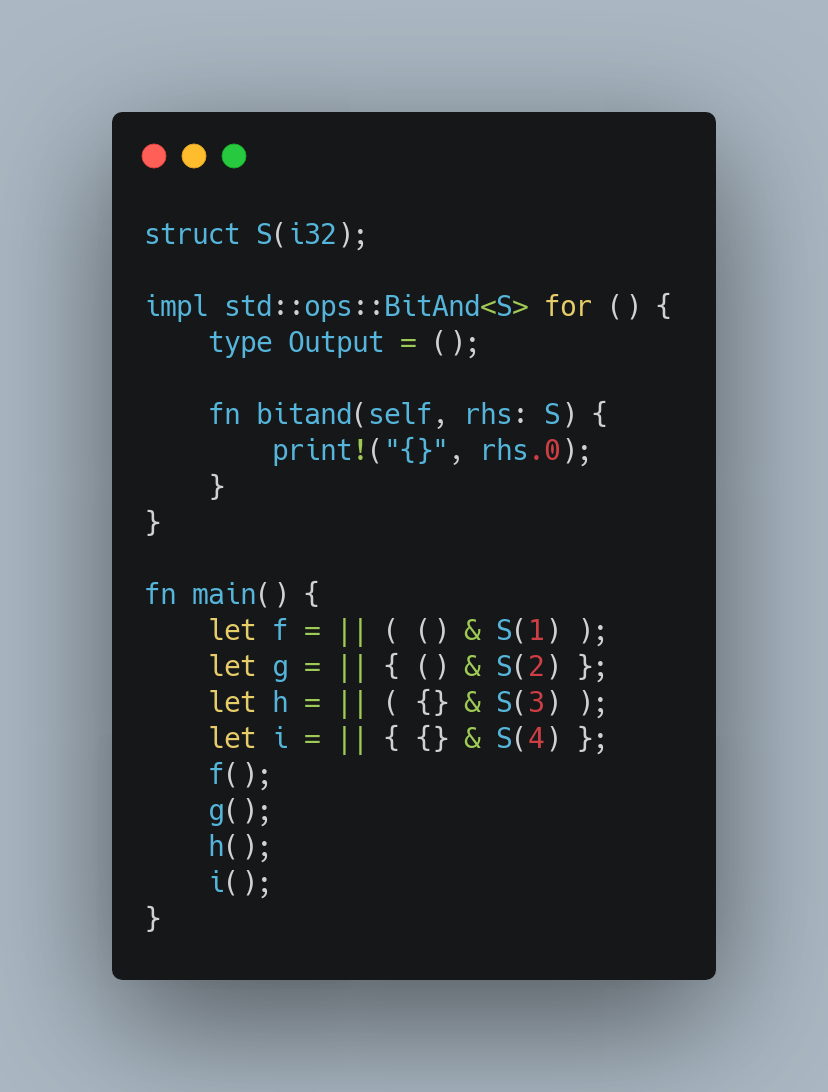 struct S(i32);

impl std::ops::BitAnd<S> for () {
    type Output = ();

    fn bitand(self, rhs: S) {
        print!("{}", rhs.0);
    }
}

fn main() {
    let f = || ( () & S(1) );
    let g = || { () & S(2) };
    let h = || ( {} & S(3) );
    let i = || { {} & S(4) };
    f();
    g();
    h();
    i();
}